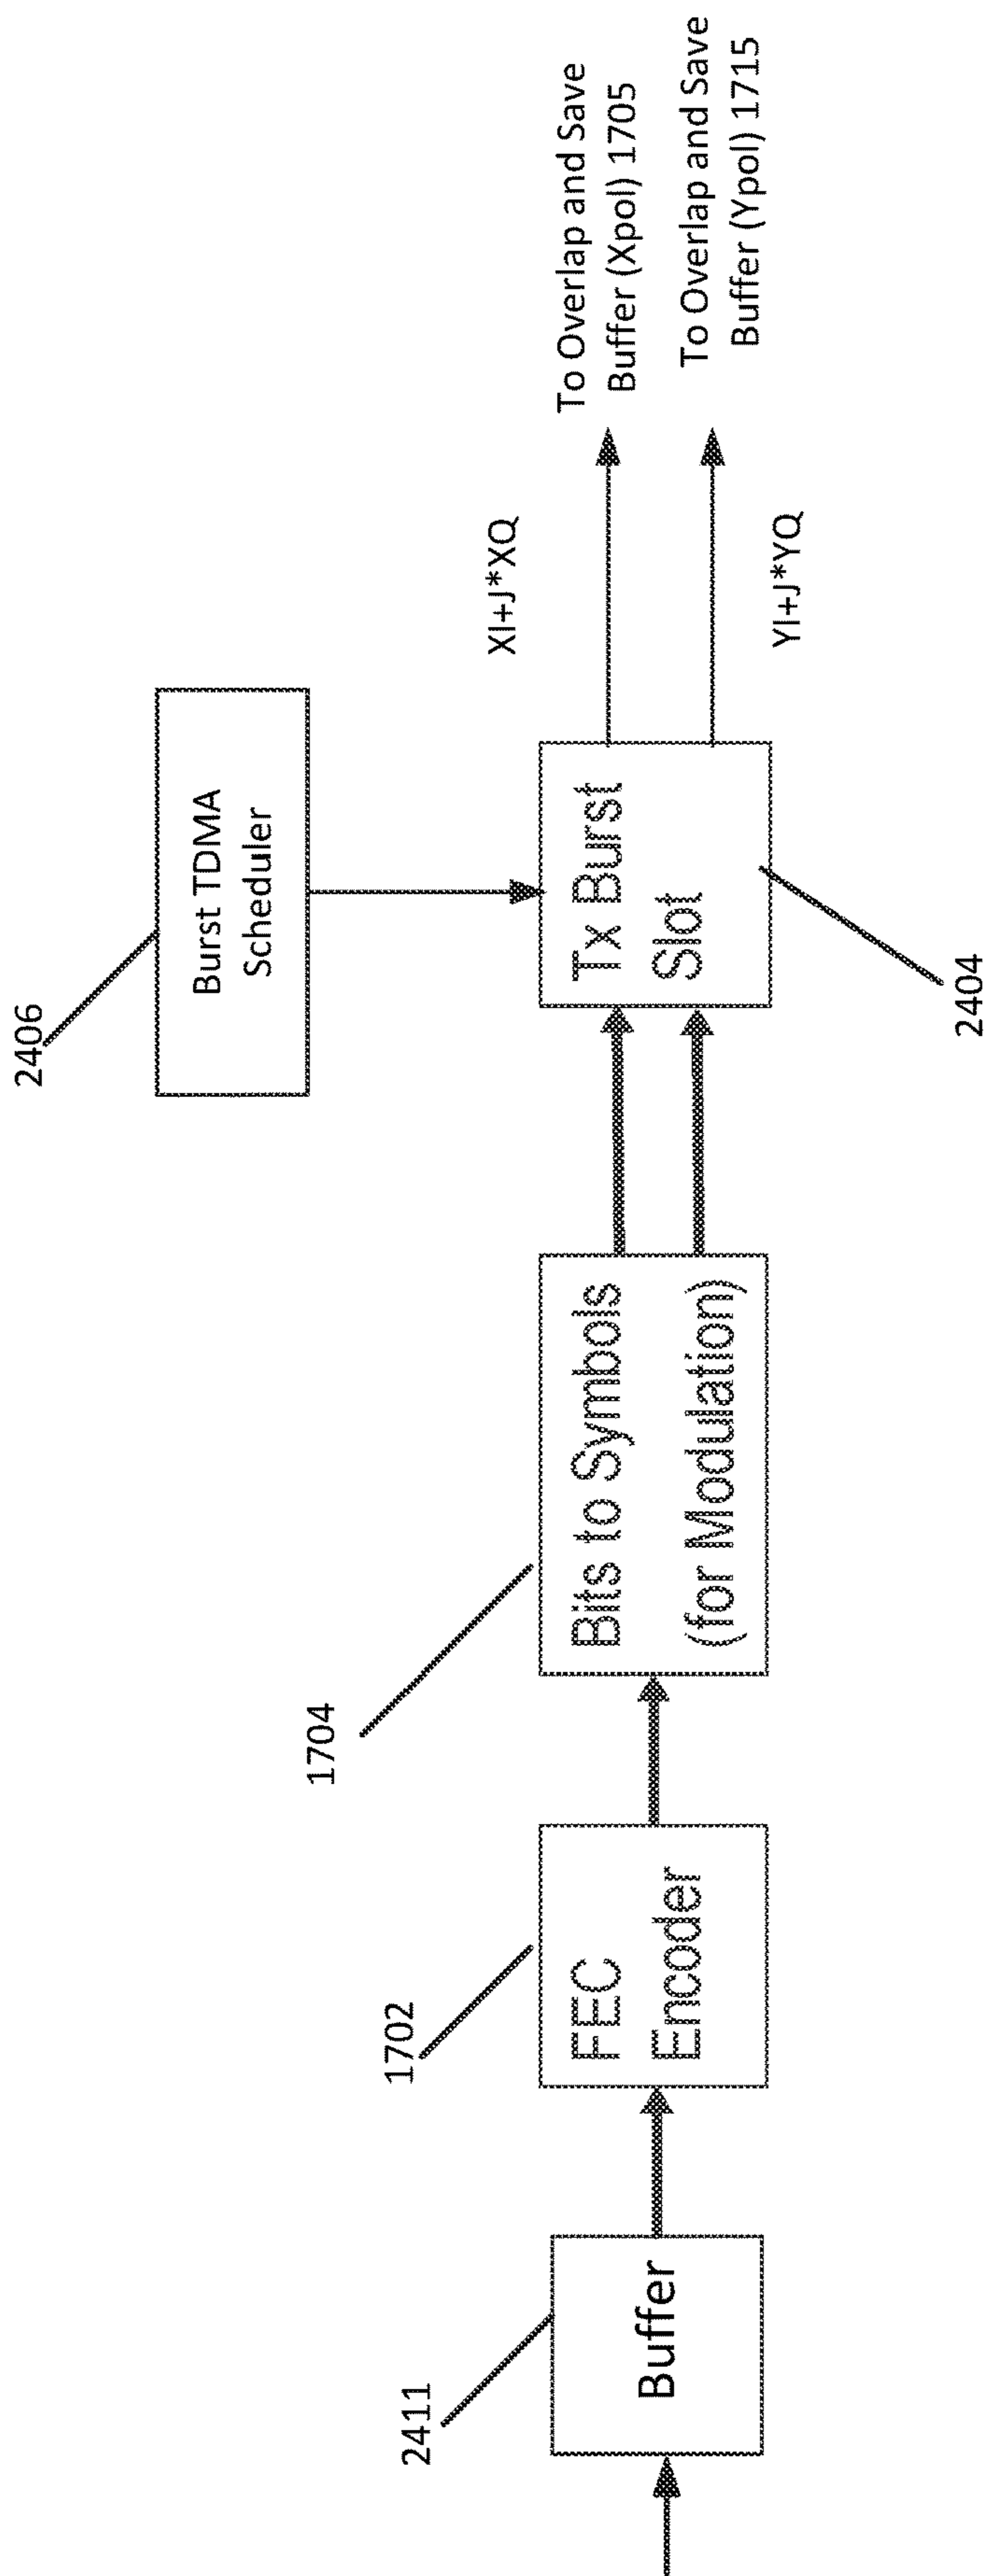 2406
Burst TDMA
Scheduler
2411
Buffer
1702
FEC
Encoder
1704
Bits to Symbols
(for Modulation)
Tx Burst
Slot
2404
XI+J*XQ
To Overlap and Save
Buffer (Xpol) 1705
YI+J*YQ
To Overlap and Save
Buffer (Ypol) 1715